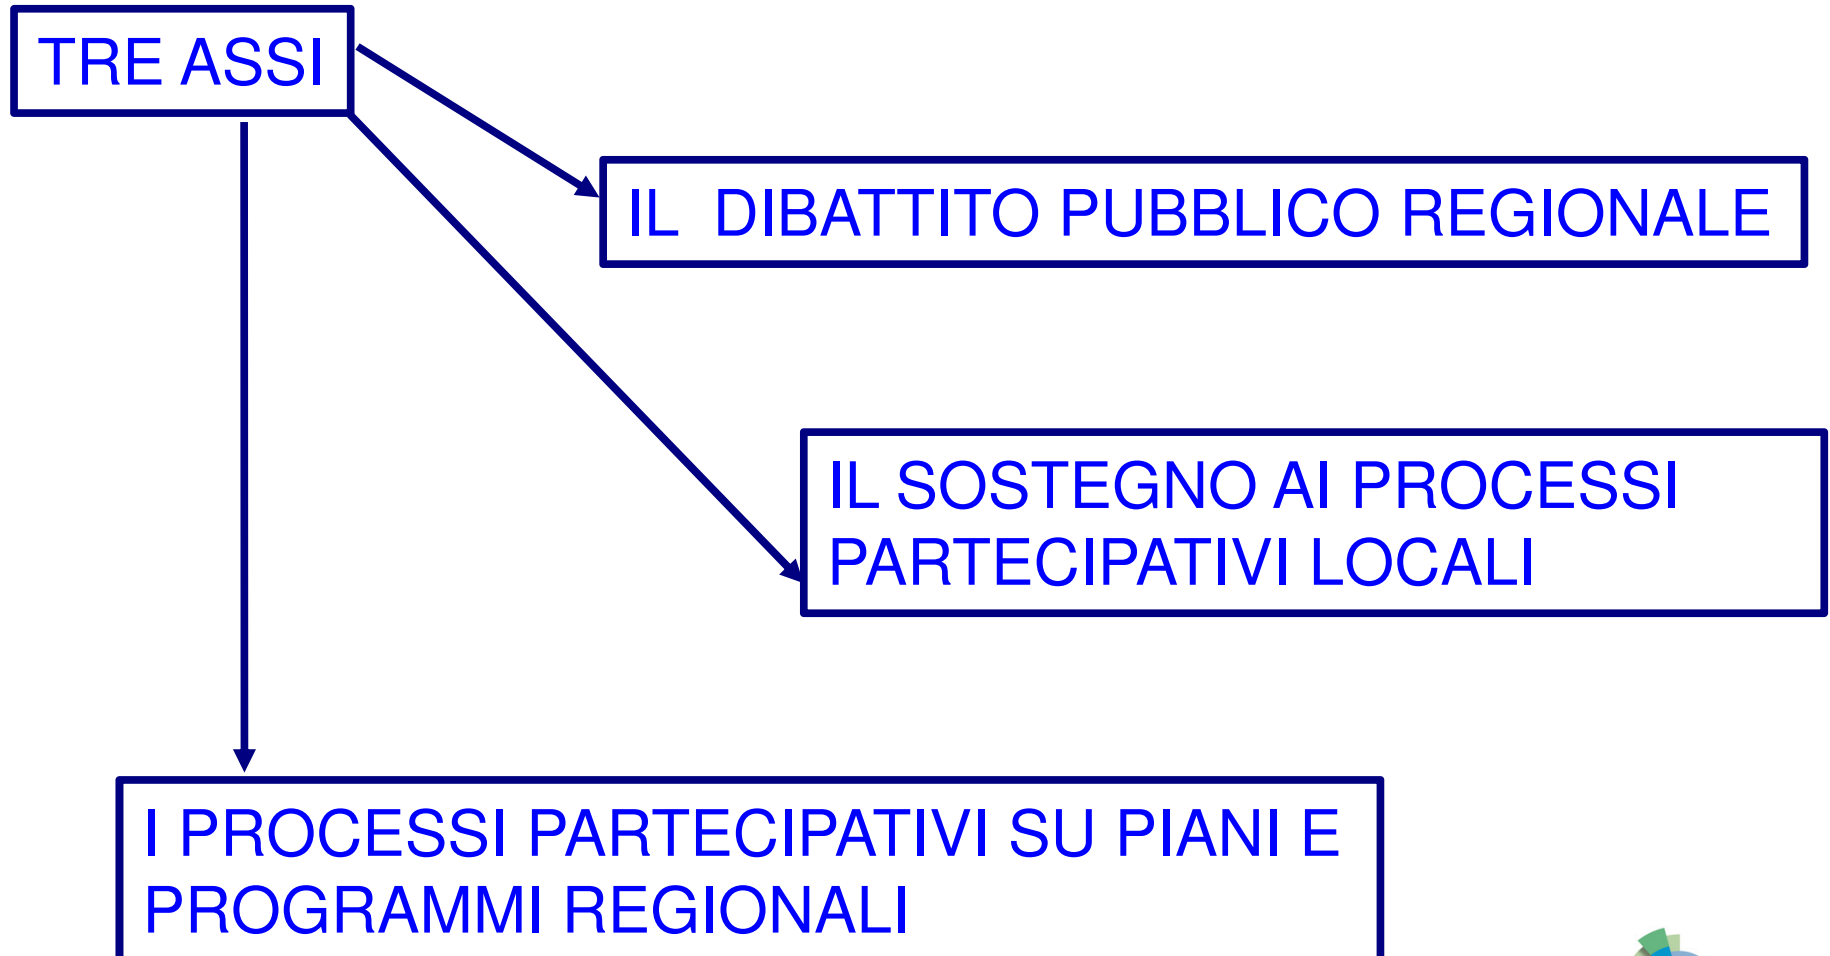 TRE ASSI
IL DIBATTITO PUBBLICO REGIONALE
IL SOSTEGNO AI PROCESSI
PARTECIPATIVI LOCALI
I PROCESSI PARTECIPATIVI SU PIANI E
PROGRAMMI REGIONALI